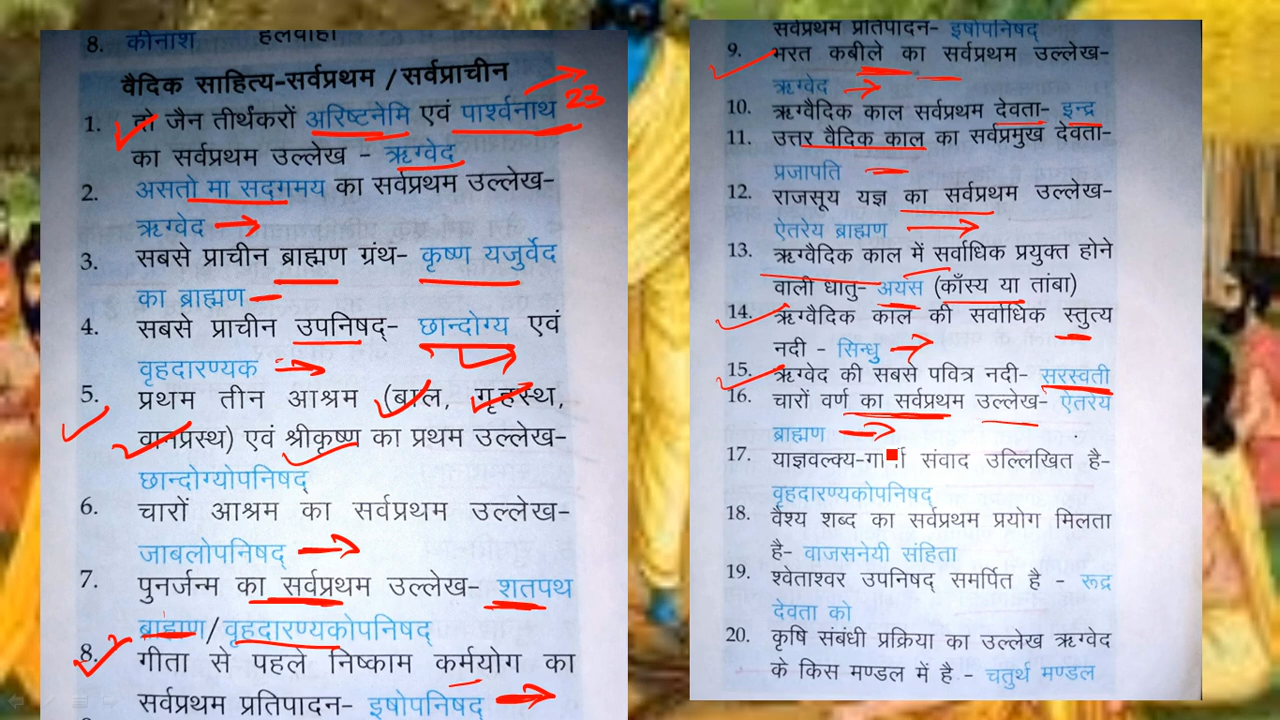 8. कीनाश हलवाहा
वैदिक साहित्य-सर्वप्रथम / सर्वप्राचीन
23
1. दो जैन तीर्थकरों अरिष्टनेमि एवं पार्श्वनाथ
का सर्वप्रथम उल्लेख - ऋग्वेद
2. असतो मा सदगमय का सर्वप्रथम उल्लेख-
ऋग्वेद
3. सबसे प्राचीन ब्राह्मण ग्रंथ- कृष्ण यजुर्वेद
का ब्राह्मण
4. सबसे प्राचीन उपनिषद्- छान्दोग्य एवं
वृहदारण्यक
5. प्रथम तीन आश्रम (बाल, गृहस्थ,
वानप्रस्थ) एवं श्रीकृष्ण का प्रथम उल्लेख-
छान्दोग्योपनिषद्
6. चारों आश्रम का सर्वप्रथम उल्लेख-
जाबलोपनिषद्
7. पुनर्जन्म का सर्वप्रथम उल्लेख- शतपथ
ब्राह्मण/वृहदारण्यकोपनिषद्
8. गीता से पहले निष्काम कर्मयोग का
सर्वप्रथम प्रतिपादन- इषोपनिषद्
सर्वप्रथम प्रतिपादन- इषोपनिषद्
9. भरत कबीले का सर्वप्रथम उल्लेख-
ऋग्वेद
10. ऋग्वैदिक काल सर्वप्रथम देवता- इन्द्र
11. उत्तर वैदिक काल का सर्वप्रमुख देवता-
प्रजापति
12. राजसूय यज्ञ का सर्वप्रथम उल्लेख-
ऐतरेय ब्राह्मण
13. ऋग्वैदिक काल में सर्वाधिक प्रयुक्त होने
वाली धातु- अयस (काँस्य या तांबा)
14. ऋग्वैदिक काल की सर्वाधिक स्तुत्य
नदी - सिन्धु
15. ऋग्वेद की सबसे पवित्र नदी- सरस्वती
16. चारों वर्ण का सर्वप्रथम उल्लेख- ऐतरेय
ब्राह्मण
17. याज्ञवल्क्य-गार्गी संवाद उल्लिखित है-
वृहदारण्यकोपनिषद्
18. वैश्य शब्द का सर्वप्रथम प्रयोग मिलता
है- वाजसनेयी संहिता
19. श्वेताश्वर उपनिषद् समर्पित है - रूद्र
देवता को
20. कृषि संबंधी प्रक्रिया का उल्लेख ऋग्वेद
के किस मण्डल में है - चतुर्थ मण्डल